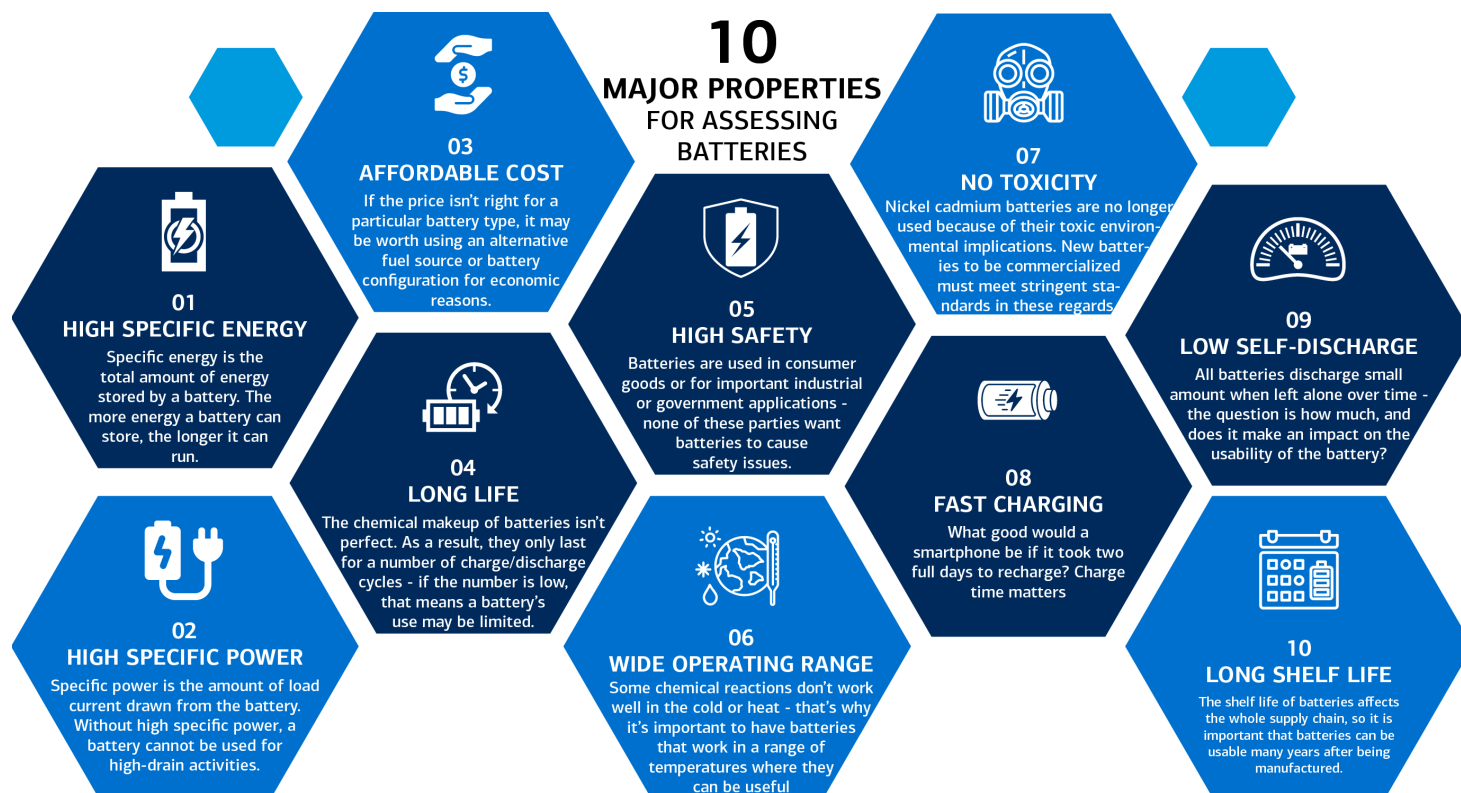 10
MAJOR PROPERTIES
FOR ASSESSING
BATTERIES
01
HIGH SPECIFIC ENERGY
Specific energy is the
total amount of energy
stored by a battery. The
more energy a battery can
store, the longer it can
run.
02
HIGH SPECIFIC POWER
Specific power is the amount of load
current drawn from the battery.
Without high specific power, a
battery cannot be used for
high-drain activities.
$
03
AFFORDABLE COST
If the price isn't right for a
particular battery type, it may
be worth using an alternative
fuel source or battery
configuration for economic
reasons.
04
LONG LIFE
The chemical makeup of batteries isn't
perfect. As a result, they only last
for a number of charge/discharge
cycles - if the number is low,
that means a battery's
use may be limited.
05
HIGH SAFETY
Batteries are used in consumer
goods or for important industrial
or government applications -
none of these parties want
batteries to cause
safety issues.
06
WIDE OPERATING RANGE
Some chemical reactions don't work
well in the cold or heat - that's why
it's important to have batteries
that work in a range of
temperatures where they
can be useful
07
NO TOXICITY
Nickel cadmium batteries are no longer
used because of their toxic environ-
mental implications. New batter-
ies to be commercialized
must meet stringent sta-
ndards in these regards
08
FAST CHARGING
What good would a
smartphone be if it took two
full days to recharge? Charge
time matters
09
LOW SELF-DISCHARGE
All batteries discharge small
amount when left alone over time -
the question is how much, and
does it make an impact on the
usability of the battery?
10
LONG SHELF LIFE
The shelf life of batteries affects
the whole supply chain, so it is
important that batteries can be
usable many years after being
manufactured.